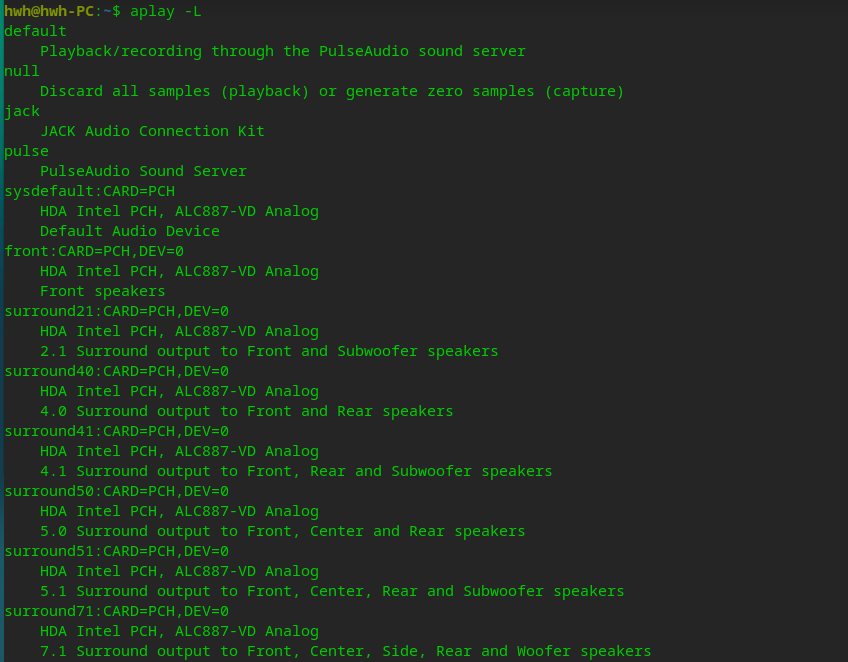 hwh@hwh-PC:~$ aplay -L
default
    Playback/recording through the PulseAudio sound server
null
    Discard all samples (playback) or generate zero samples (capture)
jack
    JACK Audio Connection Kit
pulse
    PulseAudio Sound Server
sysdefault:CARD=PCH
    HDA Intel PCH, ALC887-VD Analog
    Default Audio Device
front:CARD=PCH,DEV=0
    HDA Intel PCH, ALC887-VD Analog
    Front speakers
surround21:CARD=PCH,DEV=0
    HDA Intel PCH, ALC887-VD Analog
    2.1 Surround output to Front and Subwoofer speakers
surround40:CARD=PCH,DEV=0
    HDA Intel PCH, ALC887-VD Analog
    4.0 Surround output to Front and Rear speakers
surround41:CARD=PCH,DEV=0
    HDA Intel PCH, ALC887-VD Analog
    4.1 Surround output to Front, Rear and Subwoofer speakers
surround50:CARD=PCH,DEV=0
    HDA Intel PCH, ALC887-VD Analog
    5.0 Surround output to Front, Center and Rear speakers
surround51:CARD=PCH,DEV=0
    HDA Intel PCH, ALC887-VD Analog
    5.1 Surround output to Front, Center, Rear and Subwoofer speakers
surround71:CARD=PCH,DEV=0
    HDA Intel PCH, ALC887-VD Analog
    7.1 Surround output to Front, Center, Side, Rear and Woofer speakers